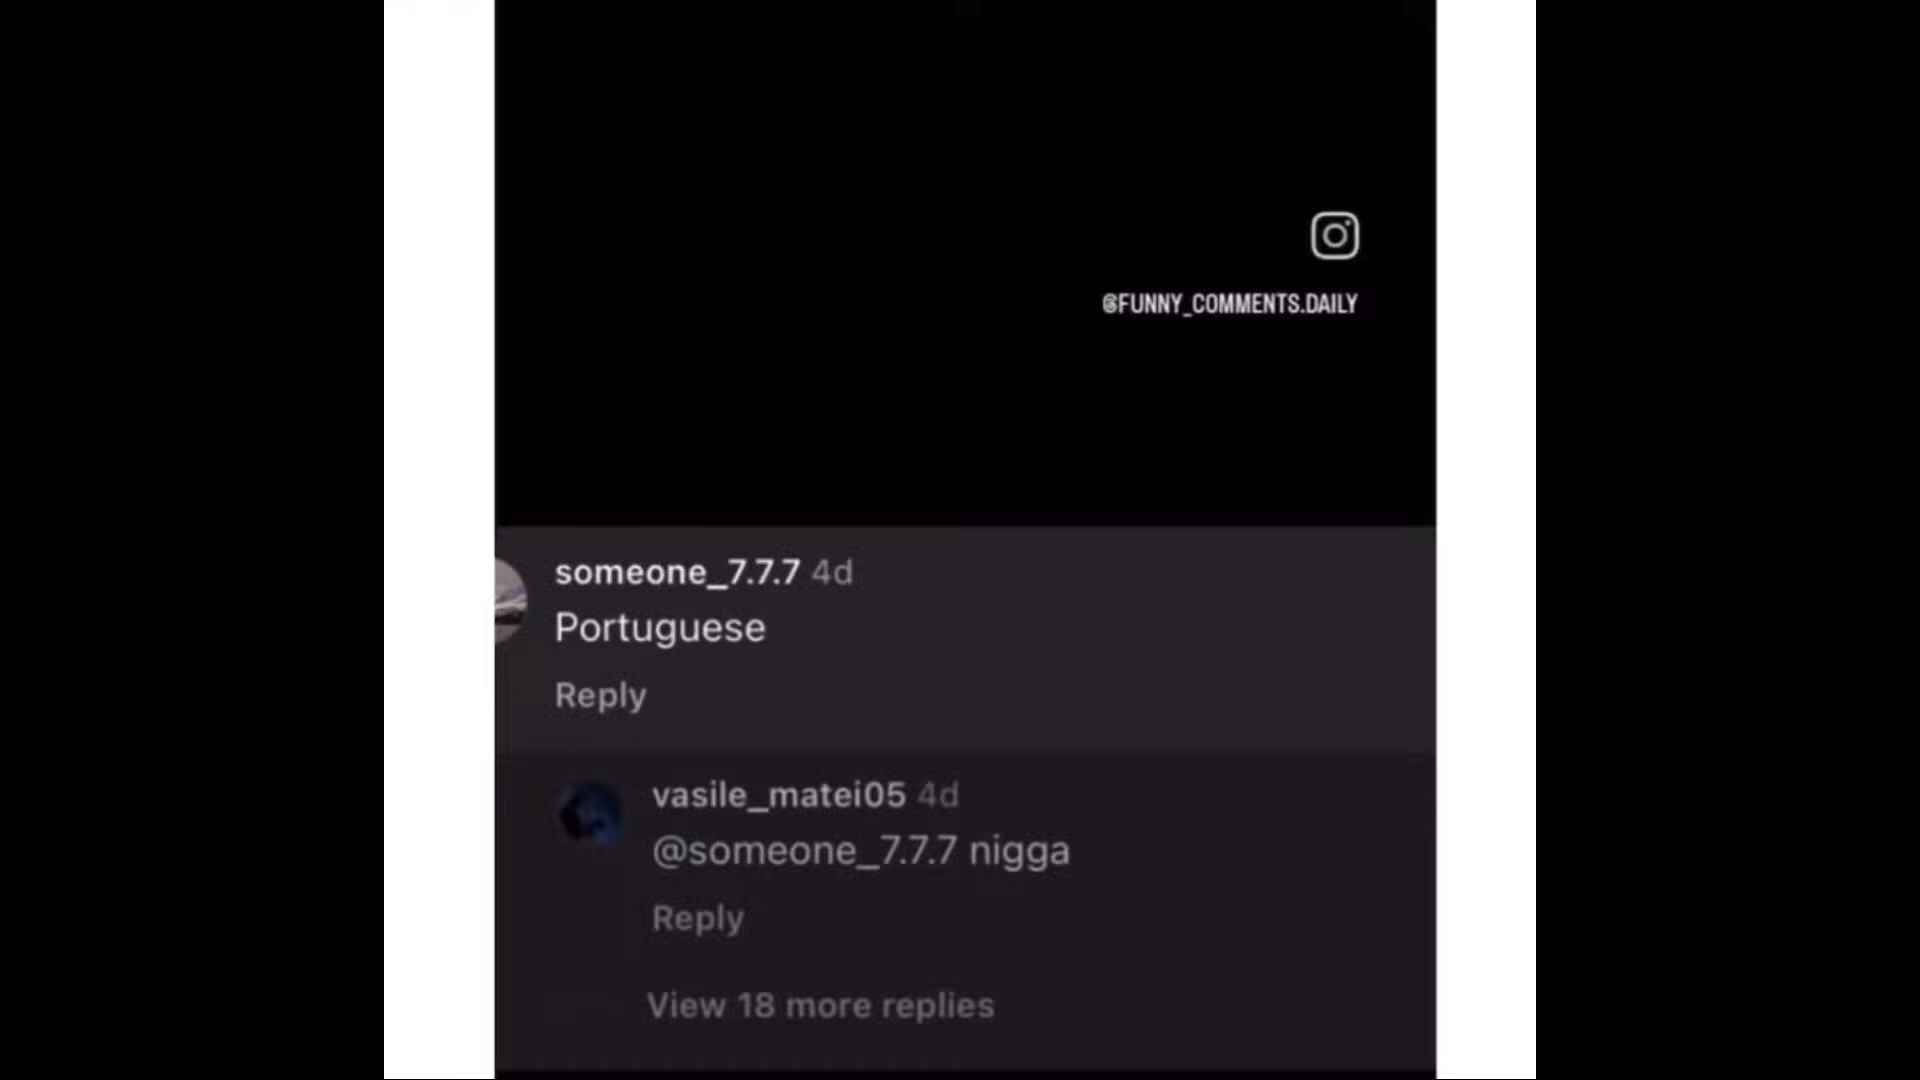 @FUNNY_COMMENTS.DAILY
someone_7.7.7 4d
Portuguese
Reply
vasile_matei05 4d
@someone_7.7.7 nigga
Reply
View 18 more replies